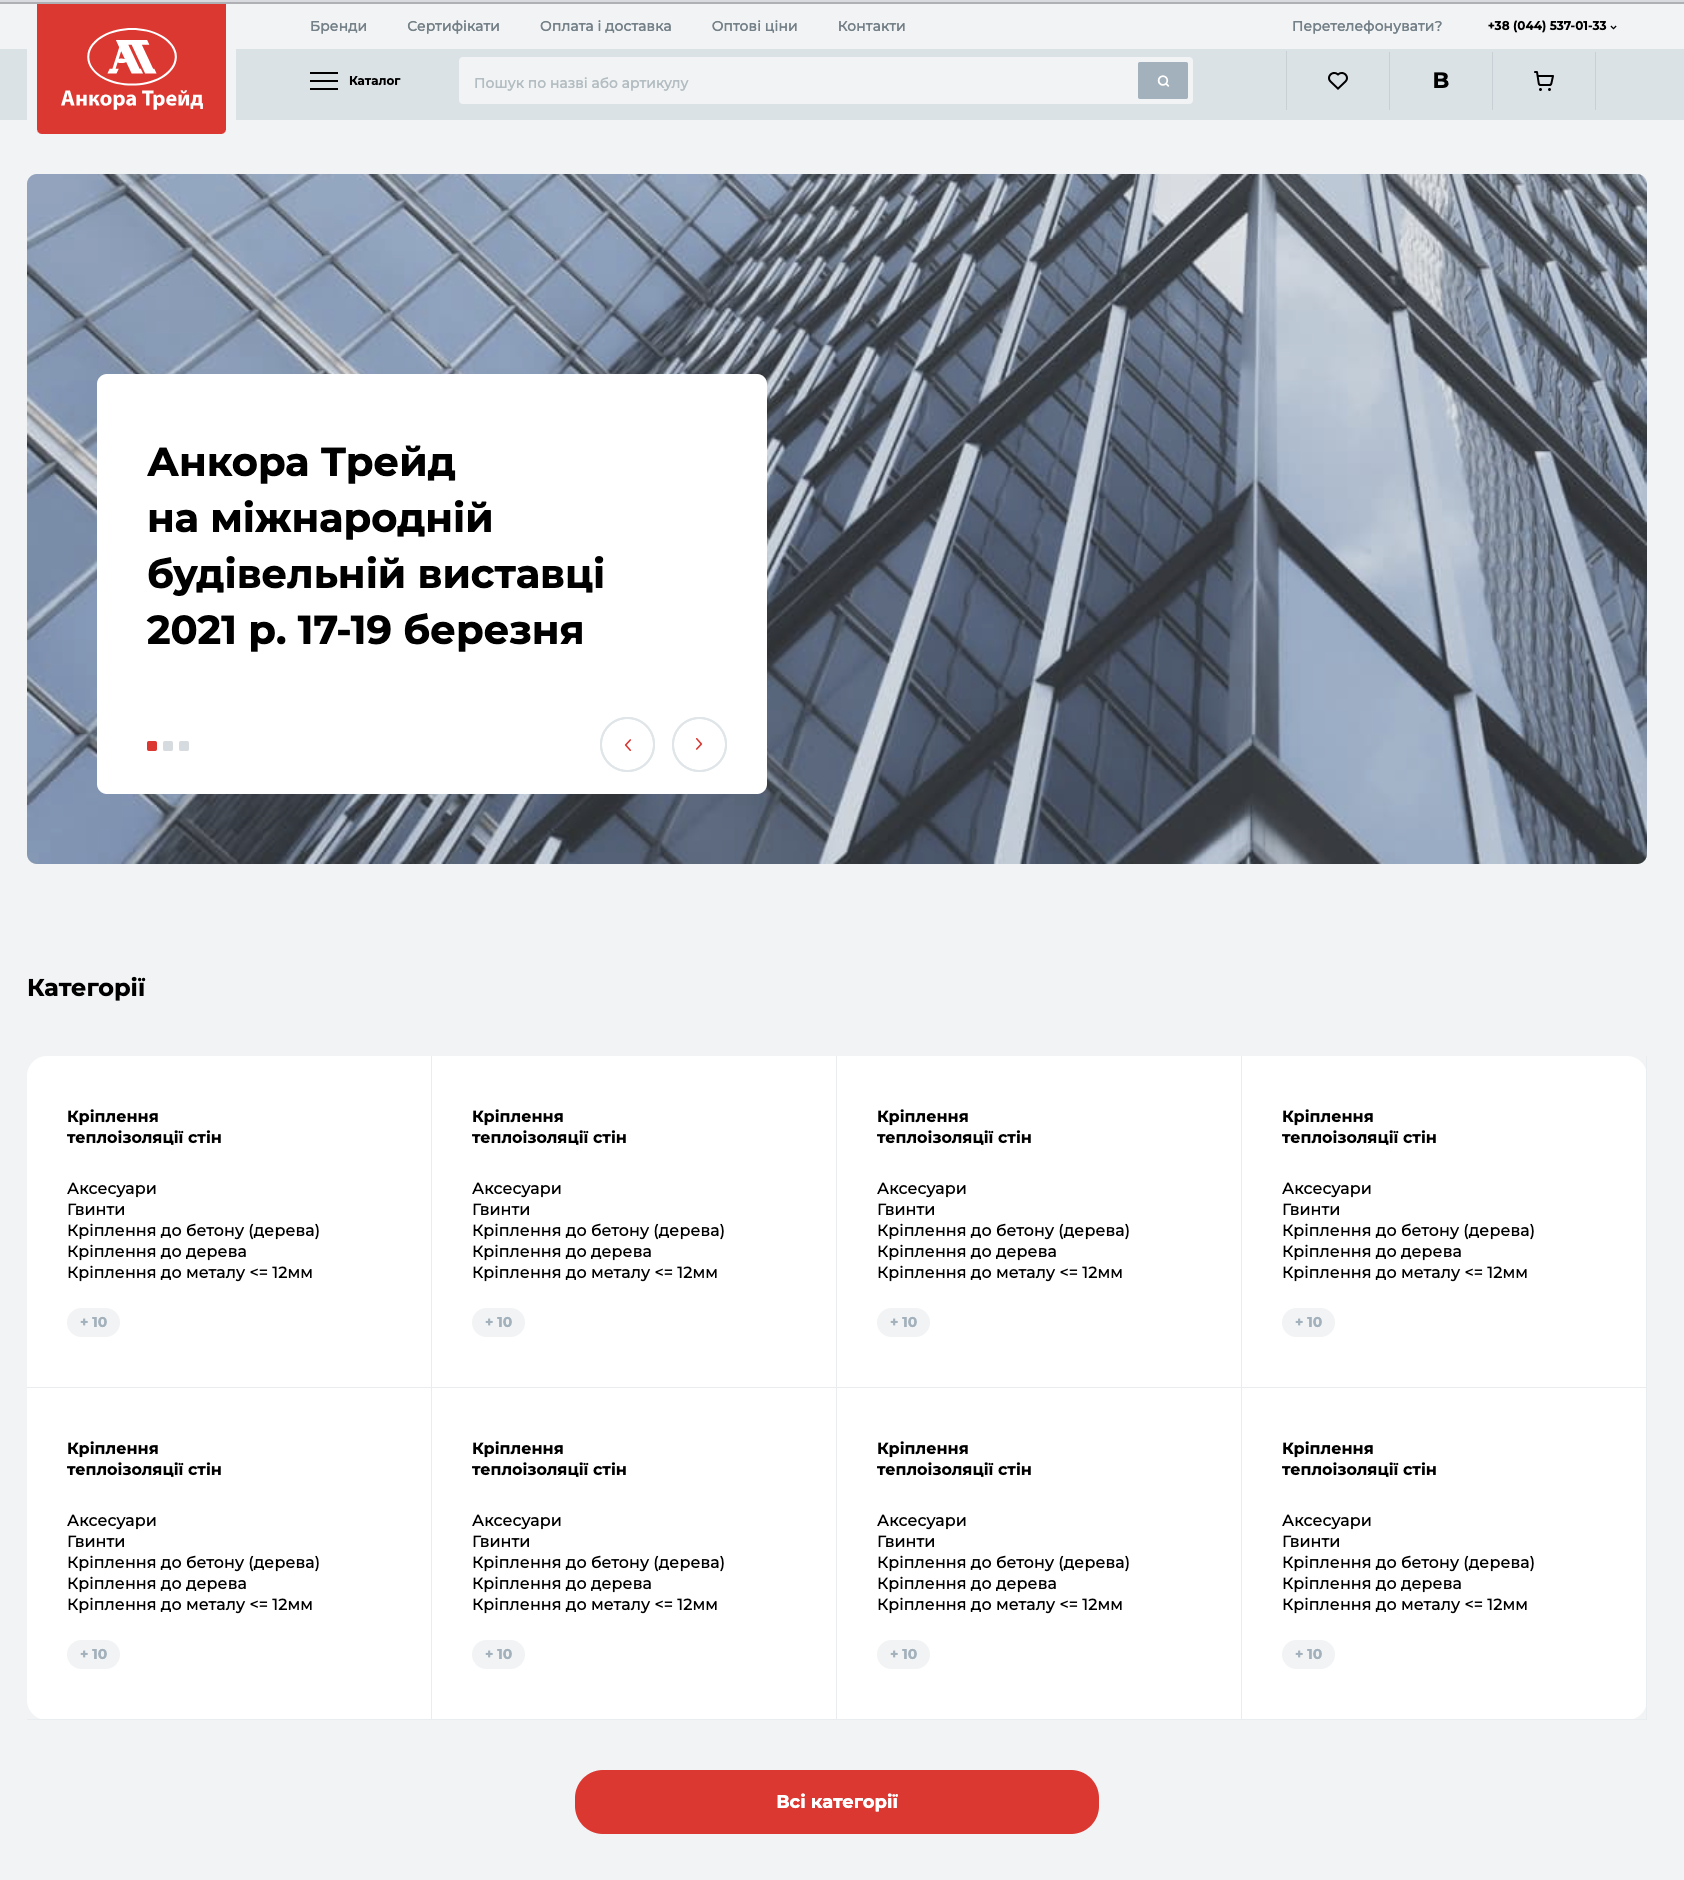 Бренди
Сертифікати
Оплата і доставка
Оптові ціни
Контакти
Перетелефонувати?
+38 (044) 537-01-33
Анкора Трейд
Каталог
Пошук по назві або артикулу
В
Анкора Трейд
на міжнародній
будівельній виставці
2021 р. 17-19 березня
Категорії
Кріплення
теплоізоляції стін
Аксесуари
Гвинти
Кріплення до бетону (дерева)
Кріплення до дерева
Кріплення до металу <= 12мм
+ 10
Кріплення
теплоізоляції стін
Аксесуари
Гвинти
Кріплення до бетону (дерева)
Кріплення до дерева
Кріплення до металу <= 12мм
+ 10
Кріплення
теплоізоляції стін
Аксесуари
Гвинти
Кріплення до бетону (дерева)
Кріплення до дерева
Кріплення до металу <= 12мм
+ 10
Кріплення
теплоізоляції стін
Аксесуари
Гвинти
Кріплення до бетону (дерева)
Кріплення до дерева
Кріплення до металу <= 12мм
+ 10
Кріплення
теплоізоляції стін
Аксесуари
Гвинти
Кріплення до бетону (дерева)
Кріплення до дерева
Кріплення до металу <= 12мм
+ 10
Кріплення
теплоізоляції стін
Аксесуари
Гвинти
Кріплення до бетону (дерева)
Кріплення до дерева
Кріплення до металу <= 12мм
+ 10
Кріплення
теплоізоляції стін
Аксесуари
Гвинти
Кріплення до бетону (дерева)
Кріплення до дерева
Кріплення до металу <= 12мм
+ 10
Кріплення
теплоізоляції стін
Аксесуари
Гвинти
Кріплення до бетону (дерева)
Кріплення до дерева
Кріплення до металу <= 12мм
+ 10
Всі категорії